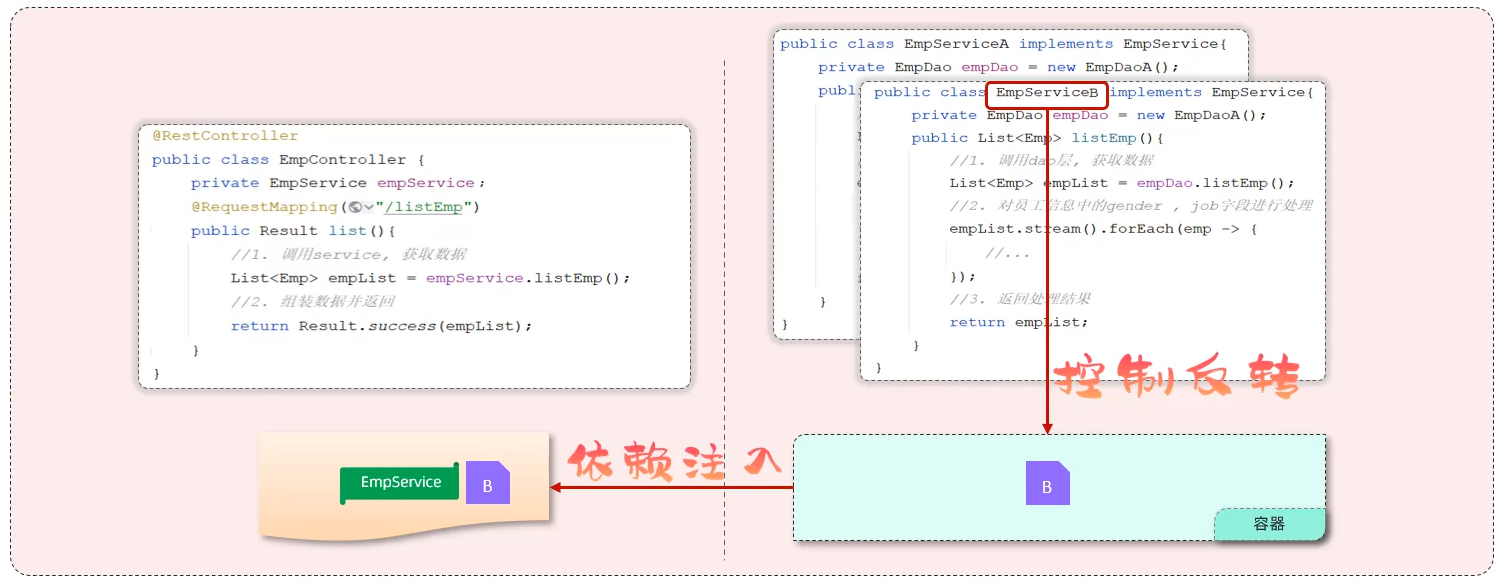 @RestController
public class EmpController {
private EmpService empService;
@RequestMapping("/listEmp")
public Result list(){
//1. 调用service, 获取数据
List<Emp> empList = empService.listEmp();
//2. 组装数据并返回
return Result.success(empList);
}
}
public class EmpServiceA implements EmpService{
private EmpDao empDao = new EmpDaoA();
publ
}
}
public class EmpServiceB implements EmpService{
private EmpDao empDao = new EmpDaoA();
public List<Emp> listEmp(){
//1. 调用dao层, 获取数据
List<Emp> empList = empDao.listEmp();
//2. 对员工信息中的gender , job字段进行处理
empList.stream().forEach(emp -> {
//...
});
//3. 返回处理结果
return empList;
}
}
控制反转
依赖注入
EmpService
B
B
容器